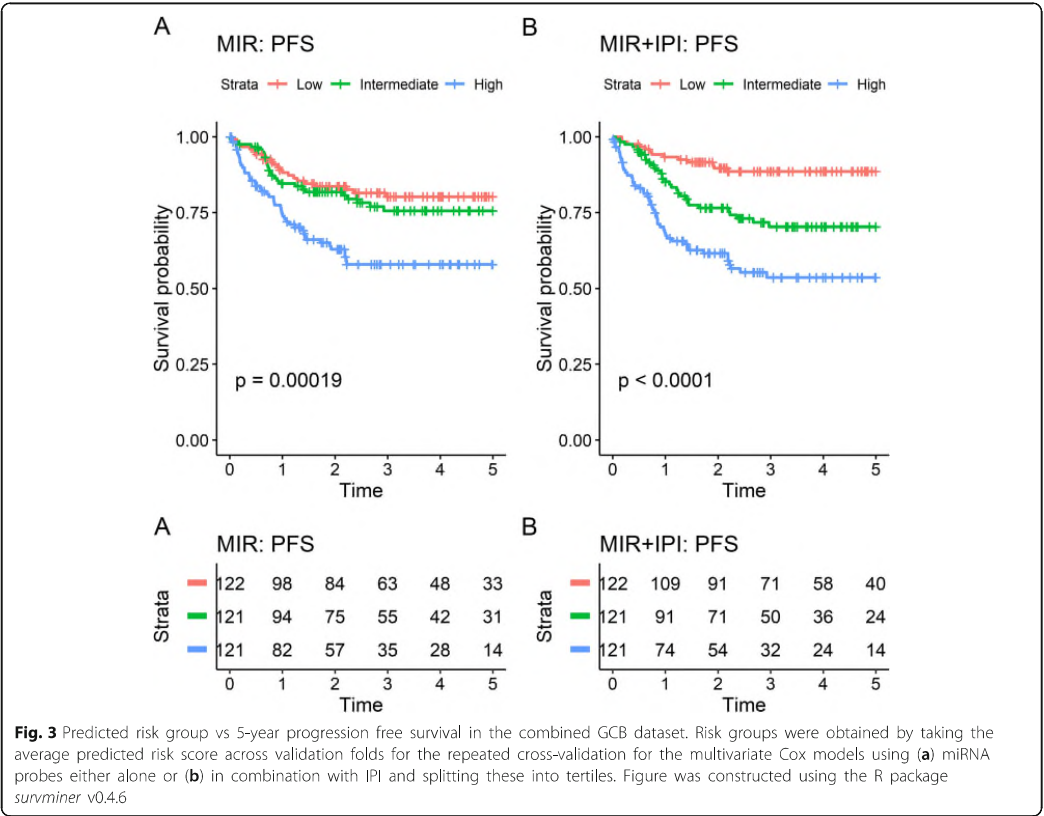 A
MIR: PFS
Strata Low Intermediate High
Survival probability
1.00
0.75
0.50
0.25
0.00
p = 0.00019
0 1 2 3 4 5
Time
B
MIR+IPI: PFS
Strata Low Intermediate High
Survival probability
1.00
0.75
0.50
0.25
0.00
p < 0.0001
0 1 2 3 4 5
Time
A
MIR: PFS
Strata
122 98 84 63 48 33
121 94 75 55 42 31
121 82 57 35 28 14
0 1 2 3 4 5
Time
B
MIR+IPI: PFS
Strata
122 109 91 71 58 40
121 91 71 50 36 24
121 74 54 32 24 14
0 1 2 3 4 5
Time
Fig. 3 Predicted risk group vs 5-year progression free survival in the combined GCB dataset. Risk groups were obtained by taking the
average predicted risk score across validation folds for the repeated cross-validation for the multivariate Cox models using (a) miRNA
probes either alone or (b) in combination with IPI and splitting these into tertiles. Figure was constructed using the R package
survminer v0.4.6